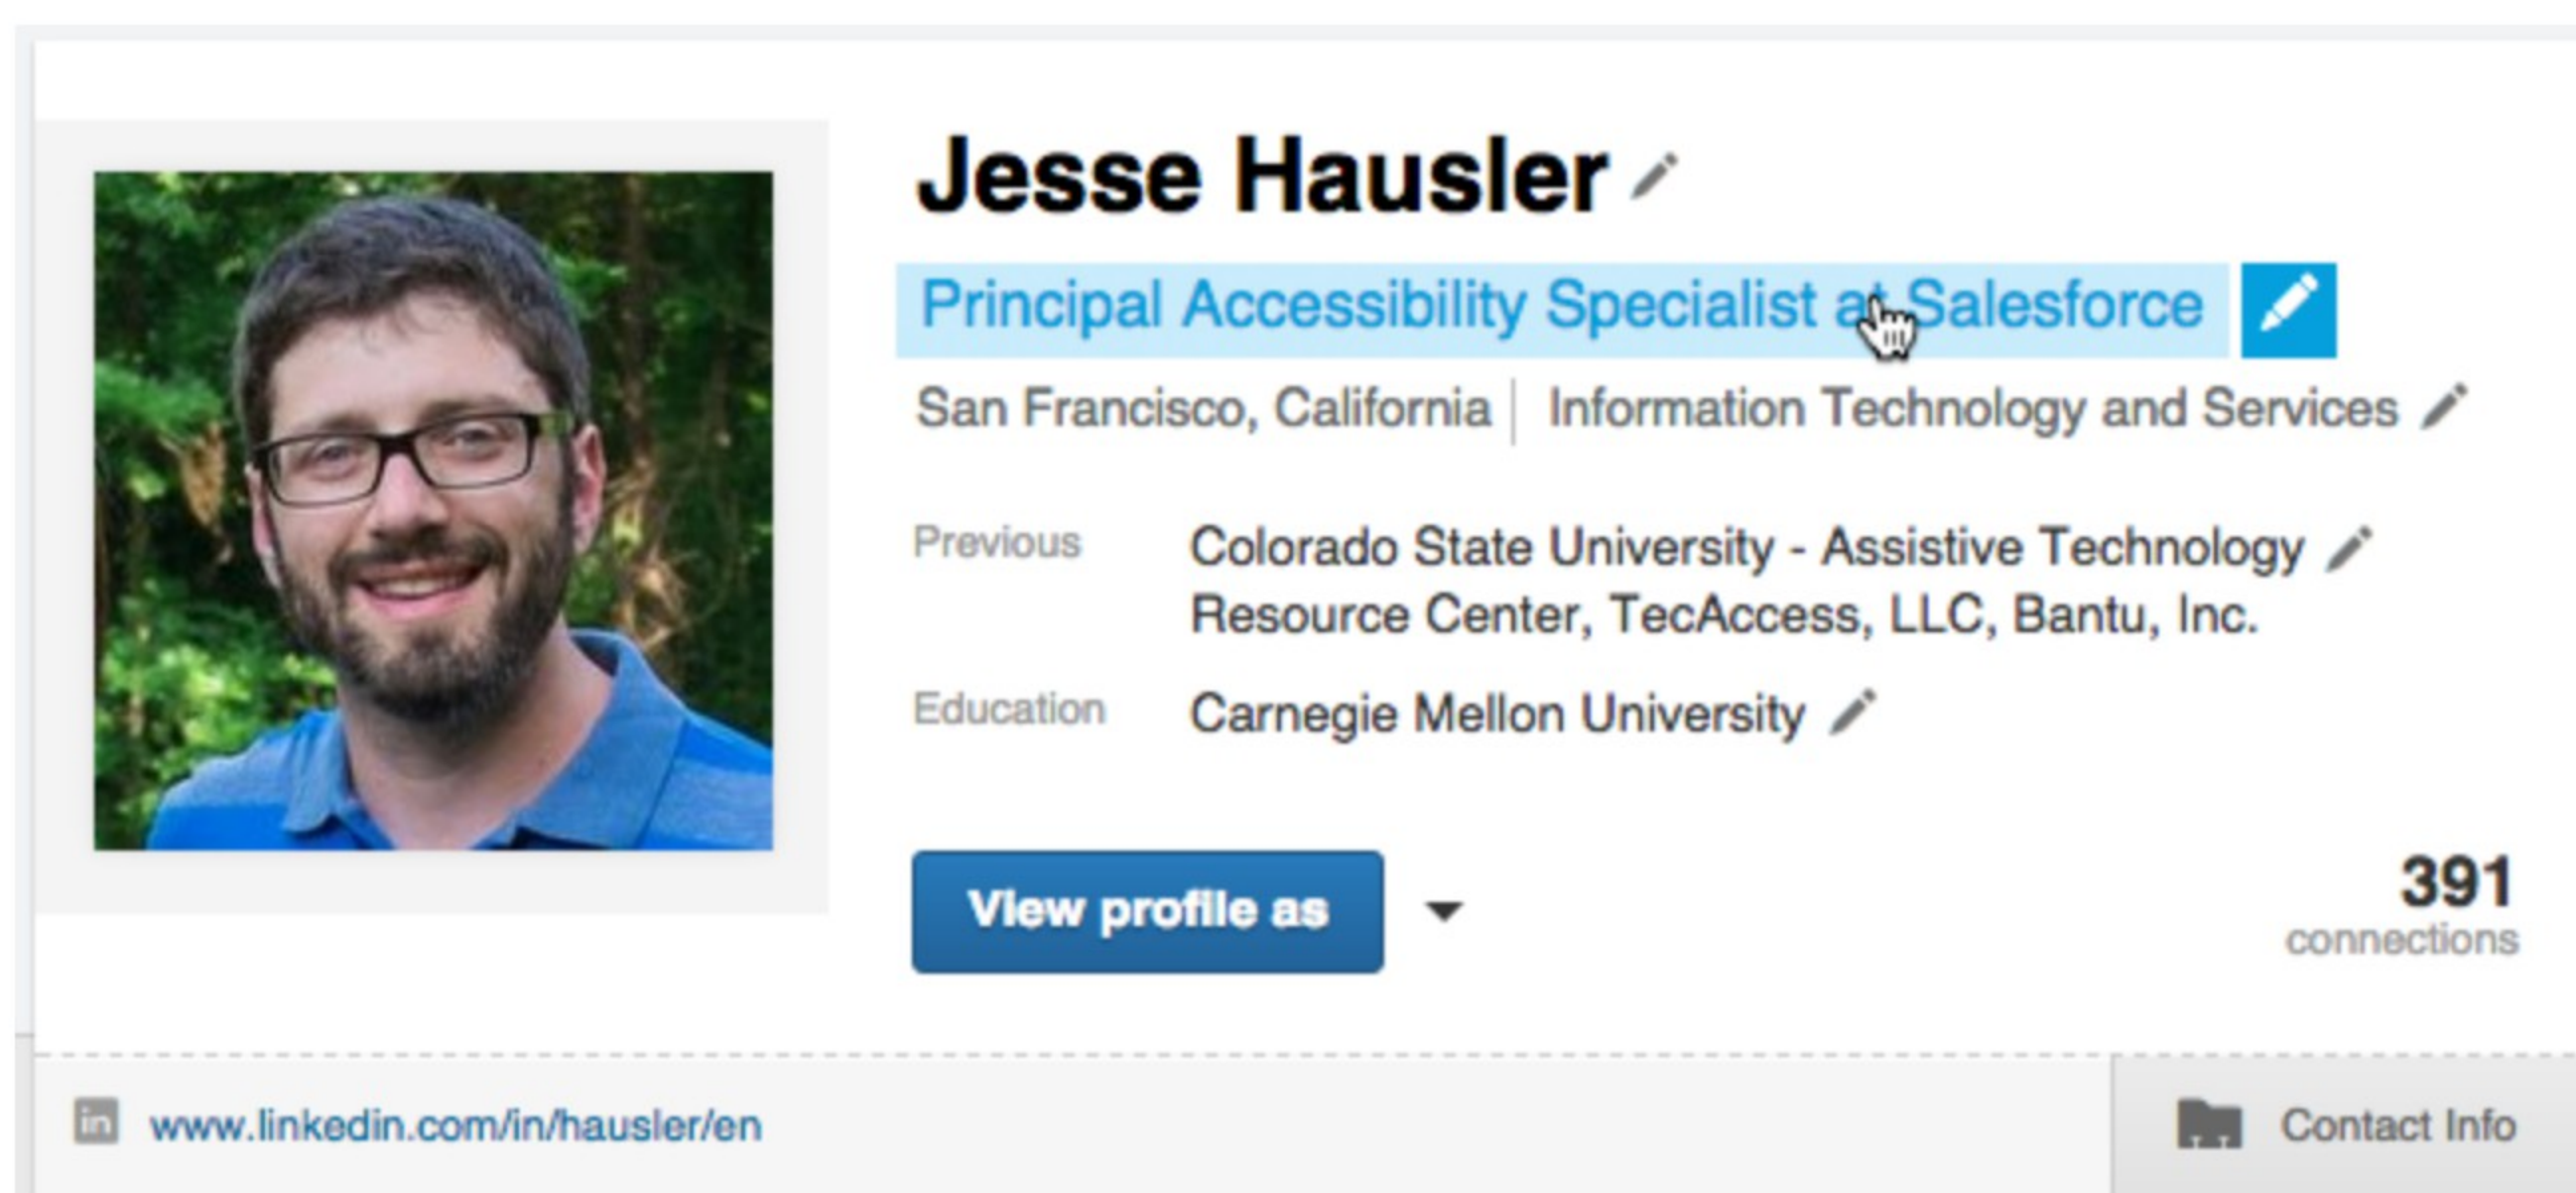 Jesse Hausler
Principal Accessibility Specialist at Salesforce
San Francisco, California | Information Technology and Services
Previous Colorado State University - Assistive Technology
Resource Center, TecAccess, LLC, Bantu, Inc.
Education Carnegie Mellon University
View profile as
391
connections
in www.linkedin.com/in/hausler/en
Contact Info